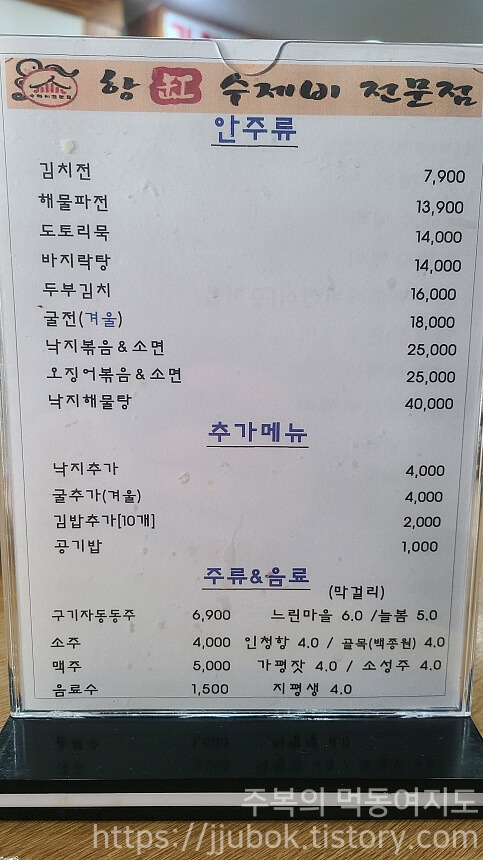 항 缸 수제비 전문점
안주류
김치전 7,900
해물파전 13,900
도토리묵 14,000
바지락탕 14,000
두부김치 16,000
굴전(겨울) 18,000
낙지볶음&소면 25,000
오징어볶음&소면 25,000
낙지해물탕 40,000
추가메뉴
낙지추가 4,000
굴추가(겨울) 4,000
김밥추가[10개] 2,000
공기밥 1,000
주류&음료
(막걸리)
구기자동동주 6,900 느린마을 6.0 /늘봄 5.0
소주 4,000 인청항 4.0 / 골목(백종원) 4.0
맥주 5,000 가평잣 4.0 / 소성주 4.0
음료수 1,500 지평생 4.0
주복의 먹동여지도
https://jjubok.tistory.com